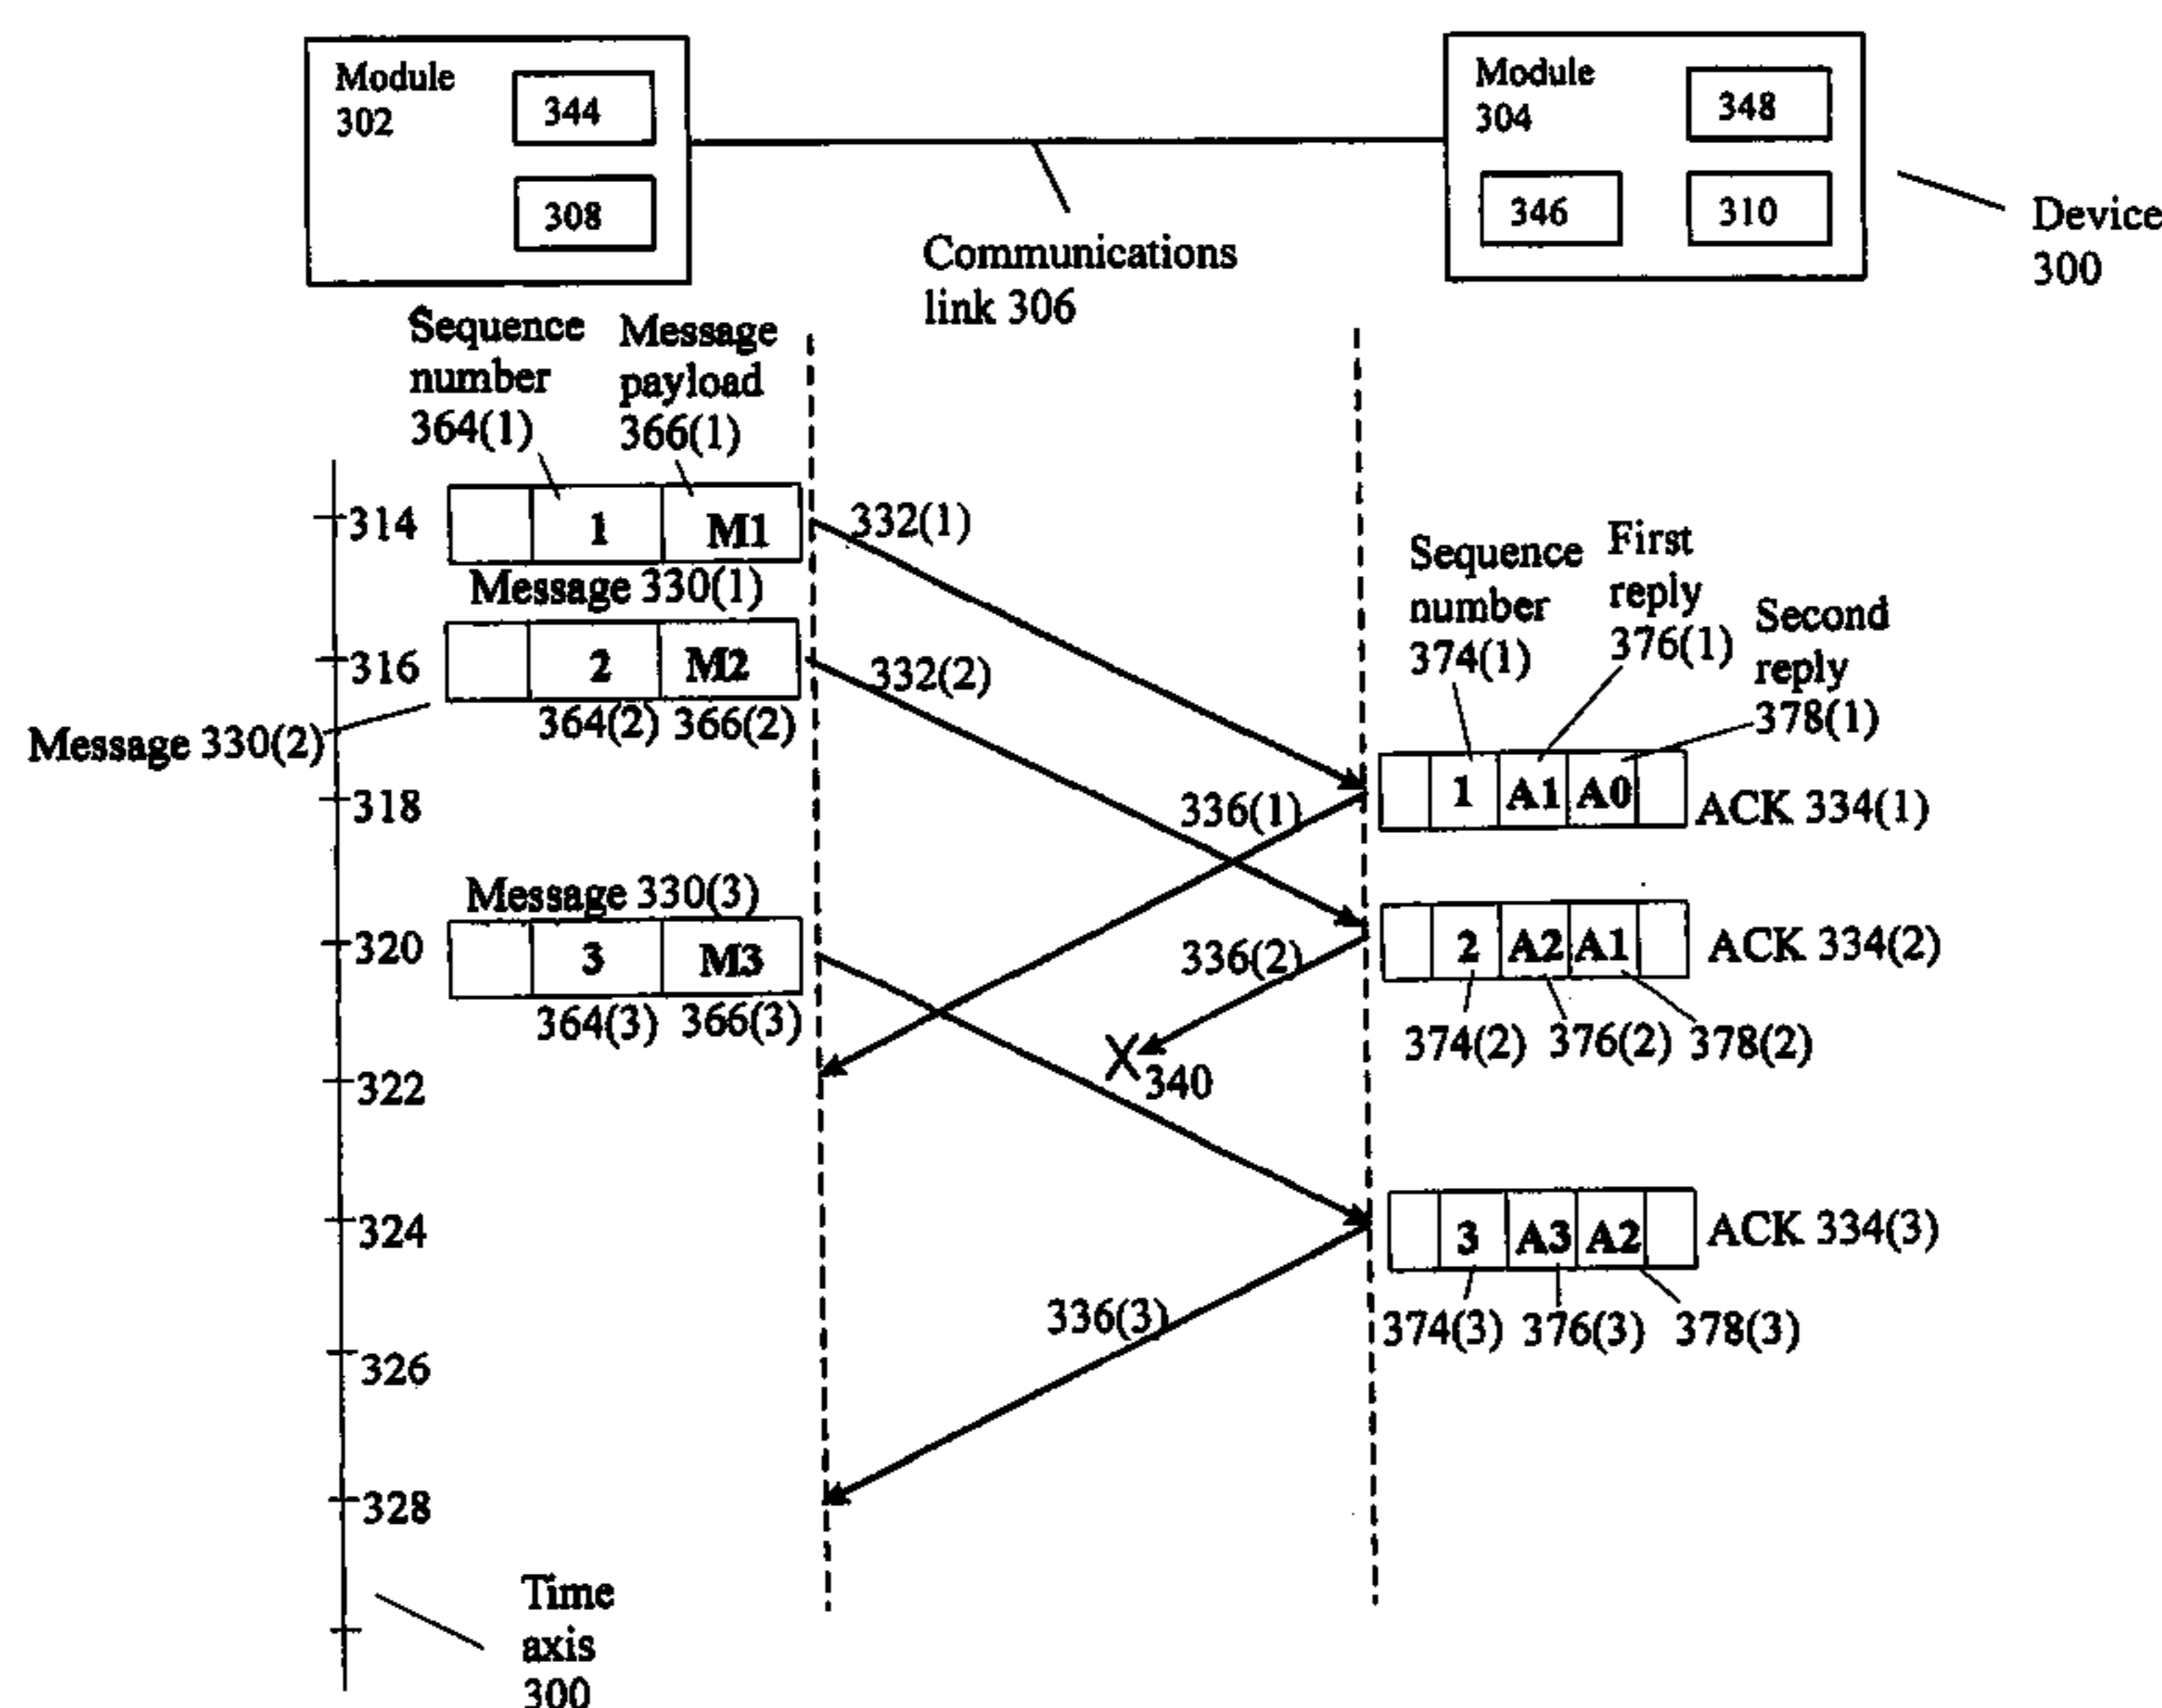 Module
302
344
308
Module
304
348
346
310
Communications
link 306
Device
300
Sequence
number
364(1)
Message
payload
366(1)
314
1
M1
332(1)
Message 330(1)
316
2
M2
332(2)
364(2)
366(2)
Message 330(2)
Sequence
number
374(1)
First
reply
376(1)
Second
reply
378(1)
318
336(1)
1
A1
A0
ACK 334(1)
Message 330(3)
320
3
M3
364(3)
366(3)
336(2)
2
A2
A1
ACK 334(2)
374(2)
376(2)
378(2)
X
340
322
324
3
A3
A2
ACK 334(3)
374(3)
376(3)
378(3)
336(3)
326
328
Time
axis
300